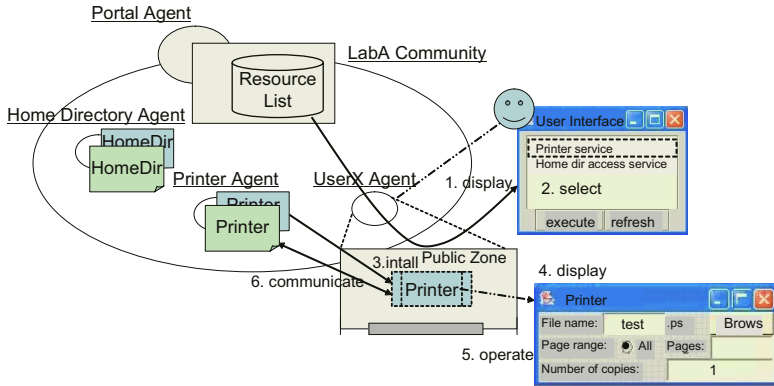 Portal Agent
LabA Community
Resource
List
Home Directory Agent
HomeDir
HomeDir
Printer Agent
Printer
Printer
UserX Agent
1. display
User Interface
Printer service
Home dir access service
2. select
execute
refresh
3.intall
Public Zone
Printer
6. communicate
4. display
Printer
File name:
test
.ps
Brows
Page range:
All
Pages:
Number of copies:
1
5. operate